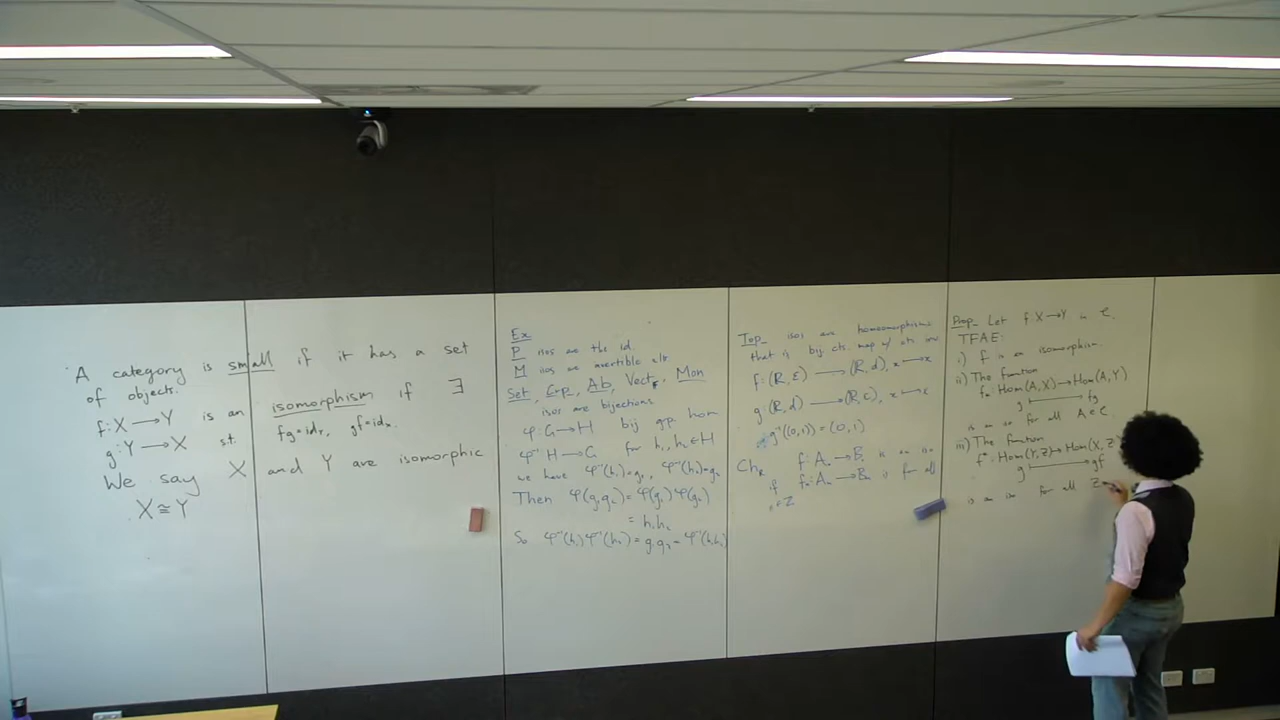 A category is small if it has a set
of objects.
f: X → Y is an isomorphism if ∃
g: Y → X st. fg = id_Y, gf = id_X.
We say X and Y are isomorphic
X ≅ Y
Ex
P isos are the id.
M isos are invertible elt.
Set, Grp, Ab, Vect_F, Mon
isos are bijections
φ: G → H bij gp. hom
φ⁻¹: H → G for h₁, h₂ ∈ H
we have φ⁻¹(h₁) = g₁, φ⁻¹(h₂) = g₂
Then φ(g₁g₂) = φ(g₁)φ(g₂)
= h₁h₂
So φ⁻¹(h₁)φ⁻¹(h₂) = g₁g₂ = φ⁻¹(h₁h₂)
Top isos are homeomorphisms
that is bij cts. map w/ cts inv
f: (R, ε) → (R, d), x ↦ x
g: (R, d) → (R, ε), x ↦ x
g⁻¹((0,1)) = (0,1)
Ch_R f: A. → B. is an iso
if f_n: A_n → B_n is for all
n ∈ Z
Prop Let f: X → Y in C.
TFAE:
i) f is an isomorphism.
ii) The function
f_*: Hom(A, X) → Hom(A, Y)
g ↦ fg
is an iso for all A ∈ C.
iii) The function
f^*: Hom(Y, Z) → Hom(X, Z)
g ↦ gf
is an iso for all Z